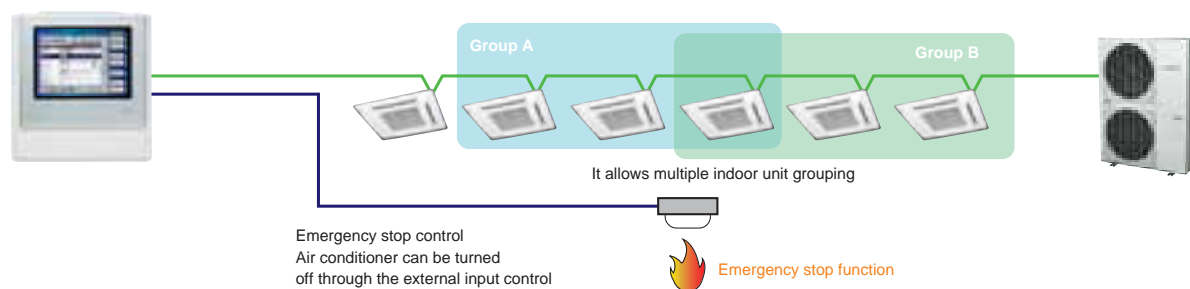 Group A
Group B
It allows multiple indoor unit grouping
Emergency stop control
Air conditioner can be turned
off through the external input control
Emergency stop function